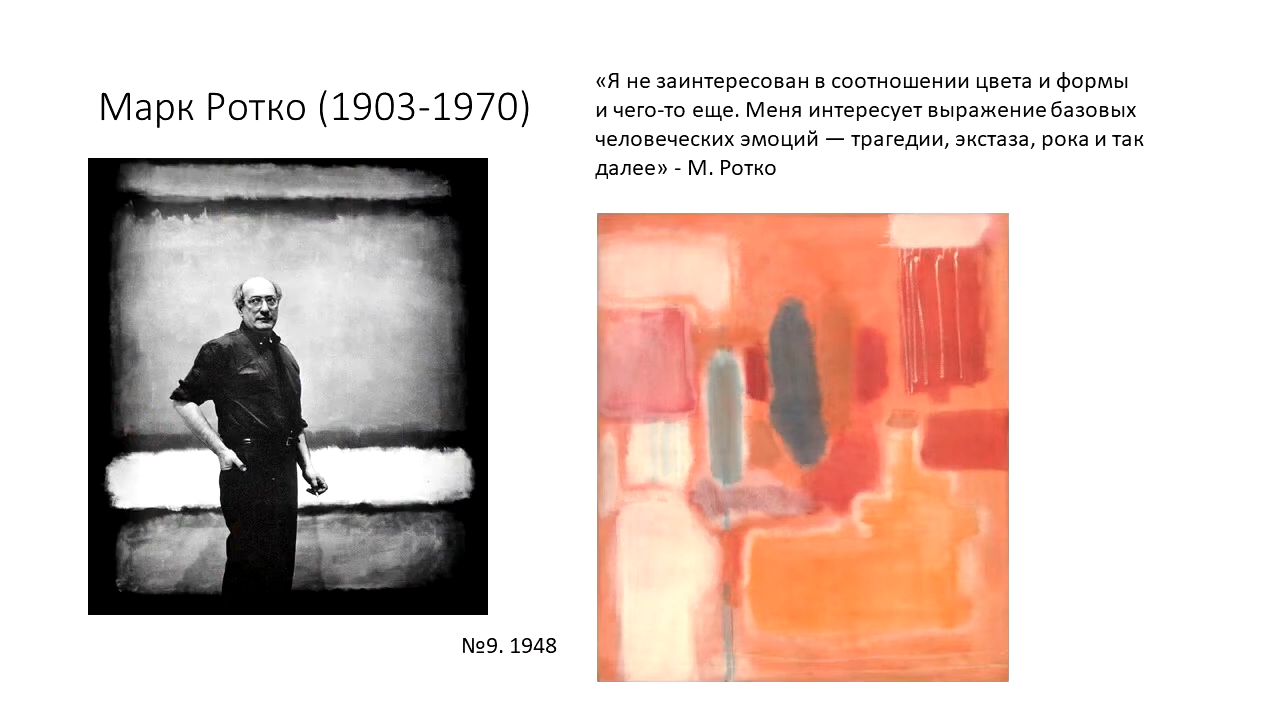 Марк Ротко (1903-1970)
«Я не заинтересован в соотношении цвета и формы
и чего-то еще. Меня интересует выражение базовых
человеческих эмоций — трагедии, экстаза, рока и так
далее» - М. Ротко
№9. 1948